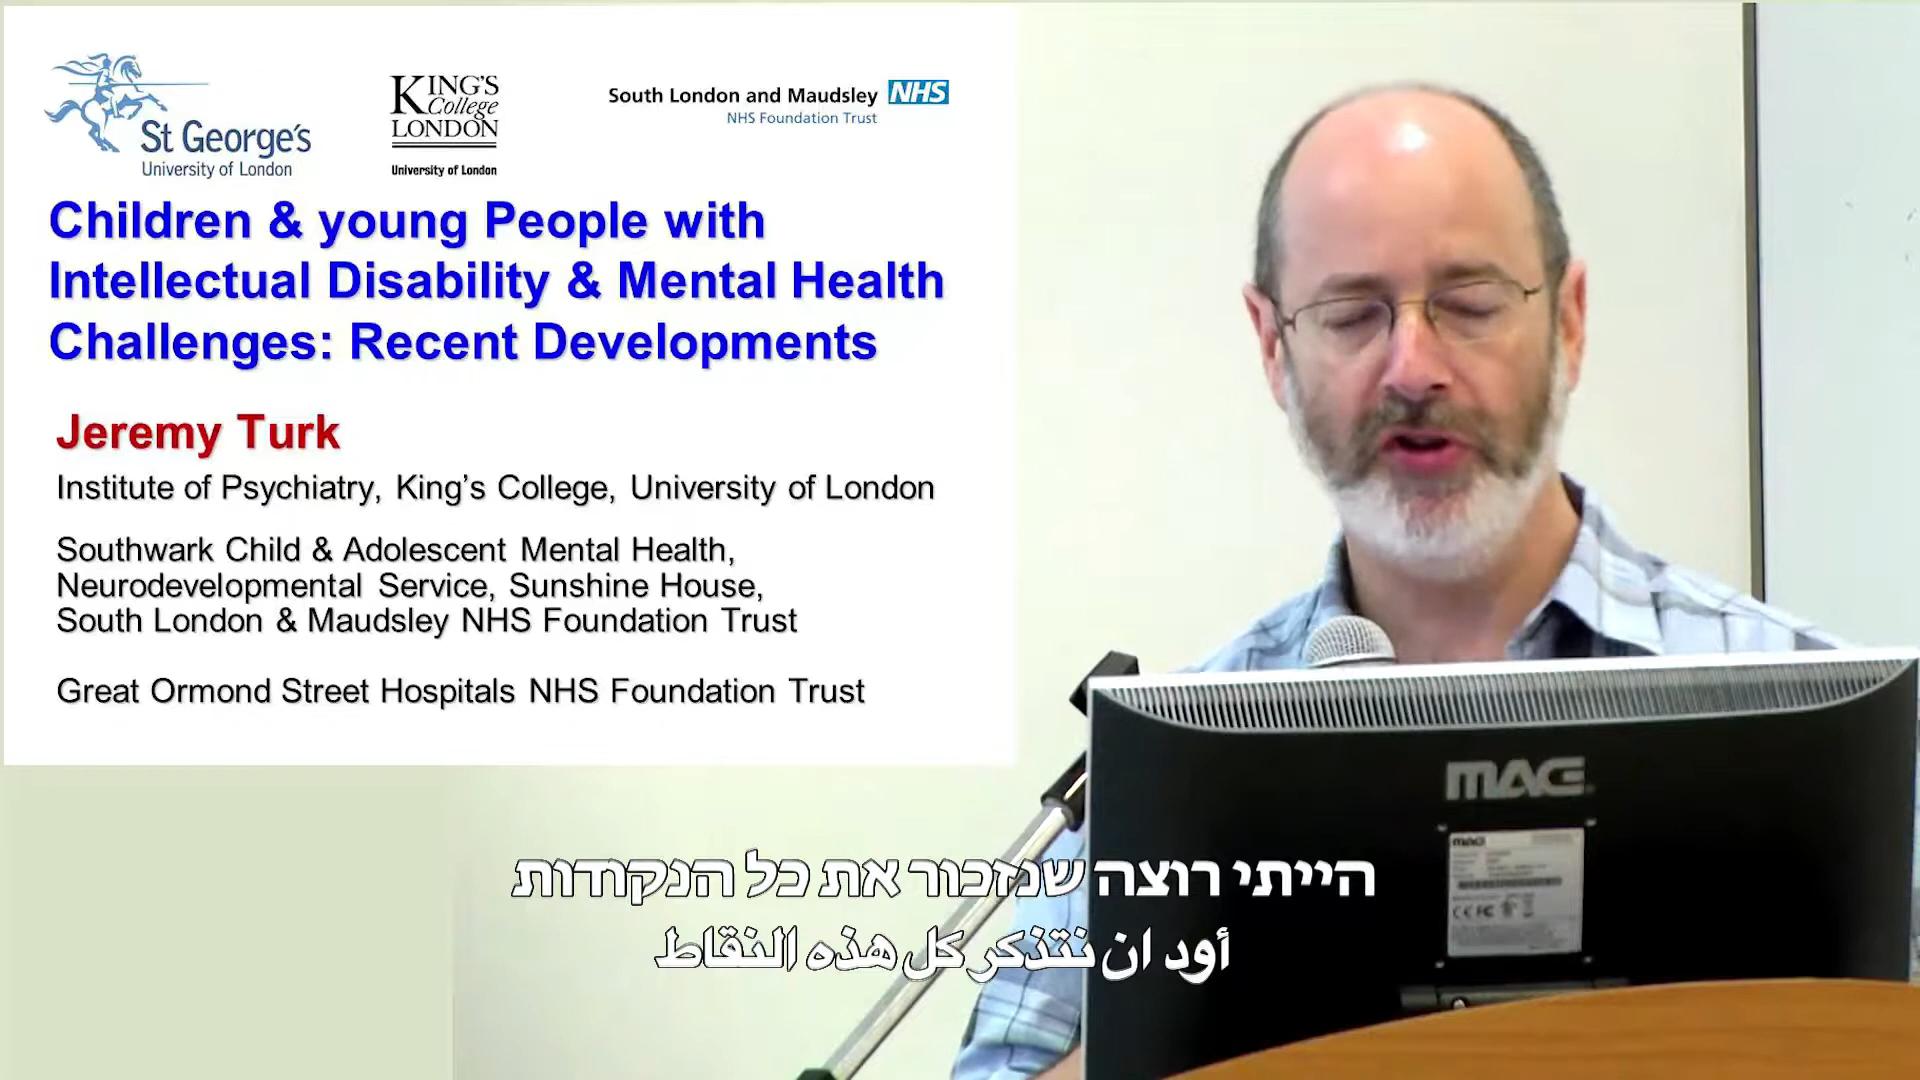 St George's
University of London
KING'S
College
LONDON
University of London
South London and Maudsley NHS
NHS Foundation Trust
Children & young People with
Intellectual Disability & Mental Health
Challenges: Recent Developments
Jeremy Turk
Institute of Psychiatry, King's College, University of London
Southwark Child & Adolescent Mental Health,
Neurodevelopmental Service, Sunshine House,
South London & Maudsley NHS Foundation Trust
Great Ormond Street Hospitals NHS Foundation Trust
MAG
הייתי רוצה שנזכור את כל הנקודות
أود ان نتذكر كل هذه النقاط